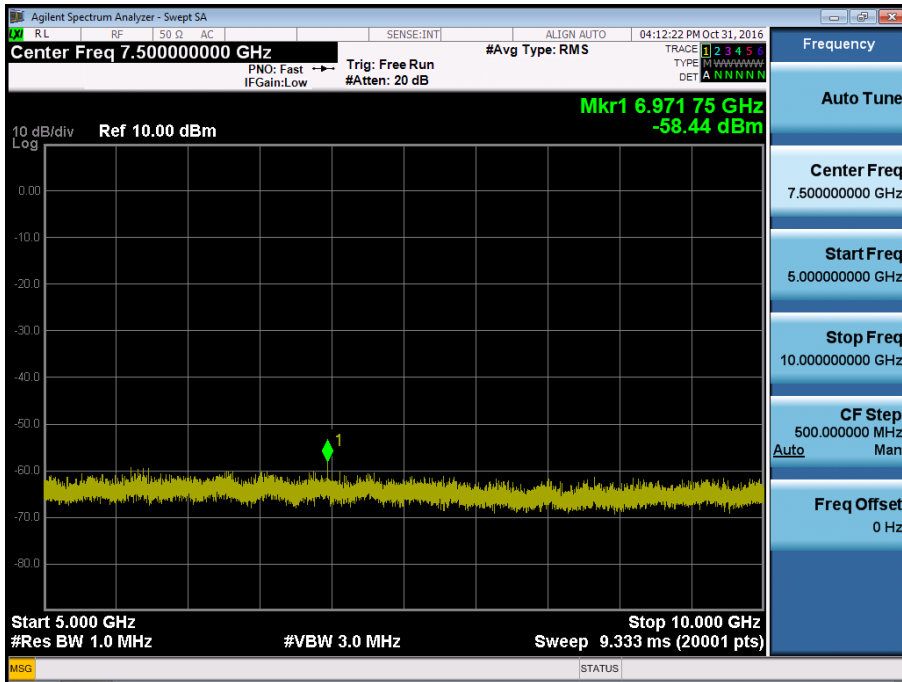 Agilent Spectrum Analyzer - Swept SA
RL RF 50 Ω AC SENSE:INT ALIGN AUTO 04:12:22 PM Oct 31, 2016
Center Freq 7.500000000 GHz
PNO: Fast
IFGain:Low
Trig: Free Run
#Atten: 20 dB
#Avg Type: RMS
TRACE 1 2 3 4 5 6
TYPE M WWWWW
DET A N N N N N
Mkr1 6.971 75 GHz
-58.44 dBm
10 dB/div Ref 10.00 dBm
Log
0.00
-10.0
-20.0
-30.0
-40.0
-50.0
-60.0
-70.0
-80.0
1
Start 5.000 GHz Stop 10.000 GHz
#Res BW 1.0 MHz #VBW 3.0 MHz Sweep 9.333 ms (20001 pts)
MSG STATUS
Frequency
Auto Tune
Center Freq
7.500000000 GHz
Start Freq
5.000000000 GHz
Stop Freq
10.000000000 GHz
CF Step
500.000000 MHz
Auto Man
Freq Offset
0 Hz